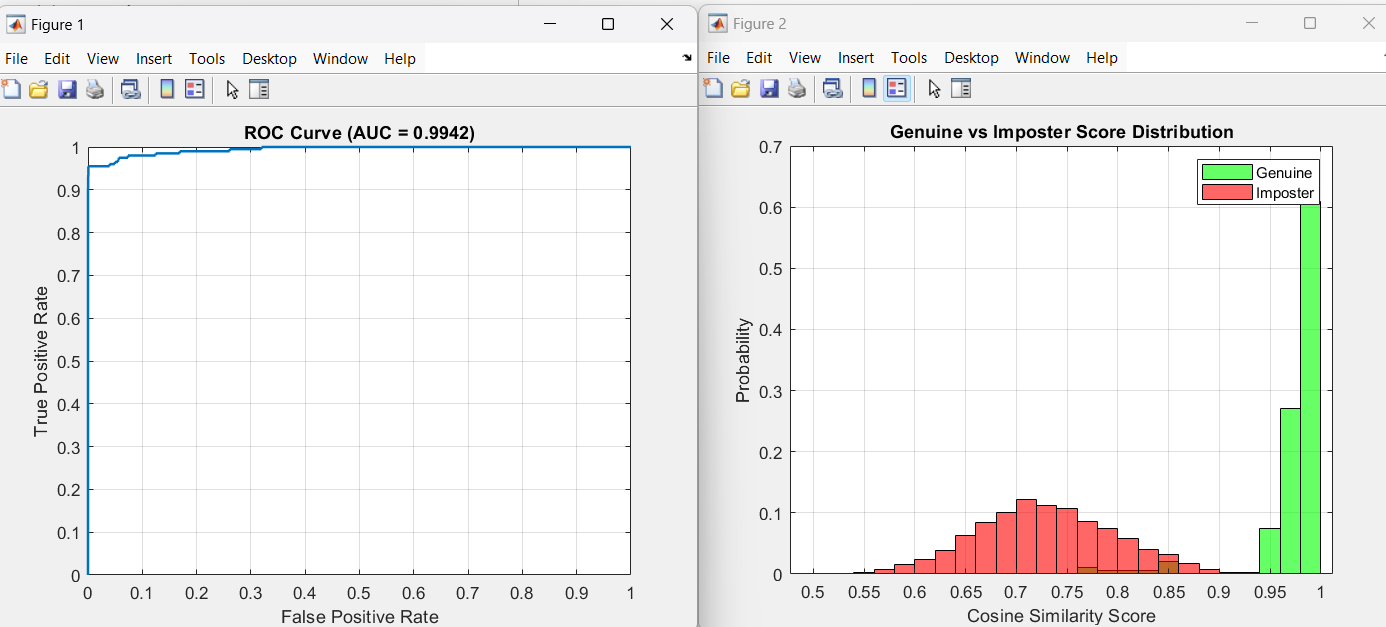 Figure 1
File Edit View Insert Tools Desktop Window Help
ROC Curve (AUC = 0.9942)
1
0.9
0.8
0.7
0.6
0.5
0.4
0.3
0.2
0.1
0
True Positive Rate
0 0.1 0.2 0.3 0.4 0.5 0.6 0.7 0.8 0.9 1
False Positive Rate
Figure 2
File Edit View Insert Tools Desktop Window Help
Genuine vs Imposter Score Distribution
Genuine
Imposter
0.7
0.6
0.5
0.4
0.3
0.2
0.1
0
Probability
0.5 0.55 0.6 0.65 0.7 0.75 0.8 0.85 0.9 0.95 1
Cosine Similarity Score